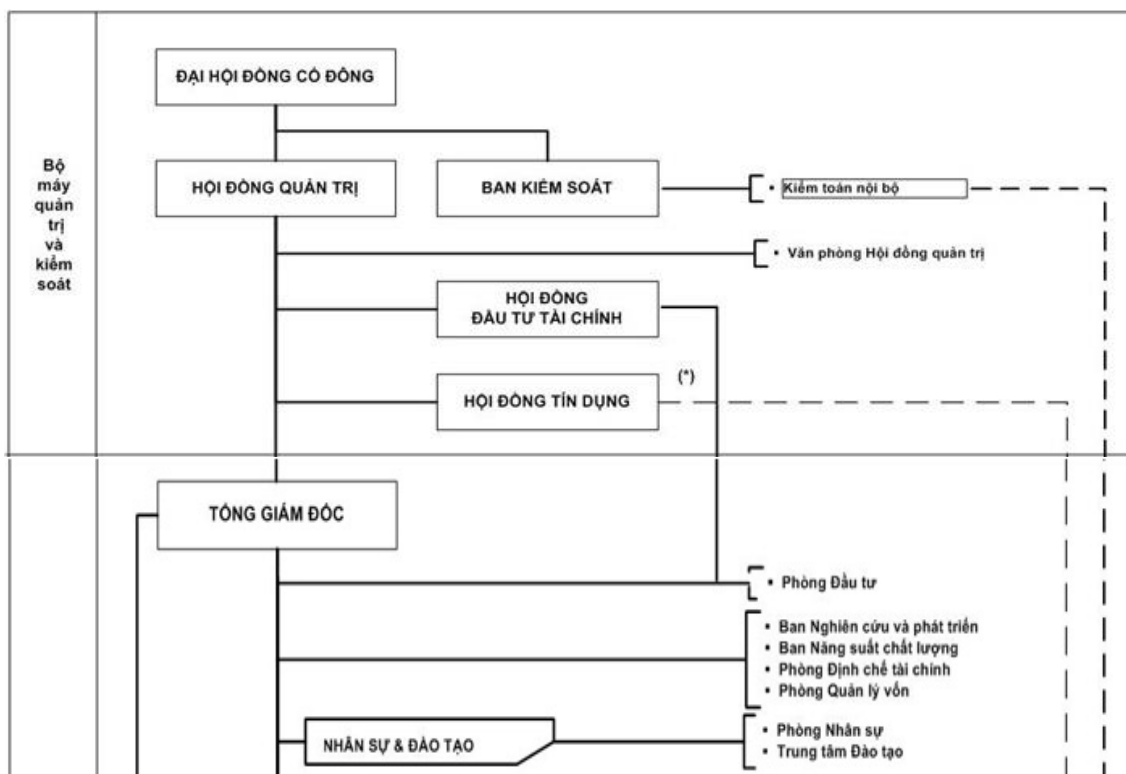 ĐẠI HỘI ĐỒNG CỔ ĐÔNG
Bộ
máy
quản
trị
và
kiểm
soát
HỘI ĐỒNG QUẢN TRỊ
BAN KIỂM SOÁT
▪ Kiểm toán nội bộ
▪ Văn phòng Hội đồng quản trị
HỘI ĐỒNG
ĐẦU TƯ TÀI CHÍNH
HỘI ĐỒNG TÍN DỤNG
(*)
TỔNG GIÁM ĐỐC
▪ Phòng Đầu tư
▪ Ban Nghiên cứu và phát triển
▪ Ban Năng suất chất lượng
▪ Phòng Định chế tài chính
▪ Phòng Quản lý vốn
NHÂN SỰ & ĐÀO TẠO
▪ Phòng Nhân sự
▪ Trung tâm Đào tạo